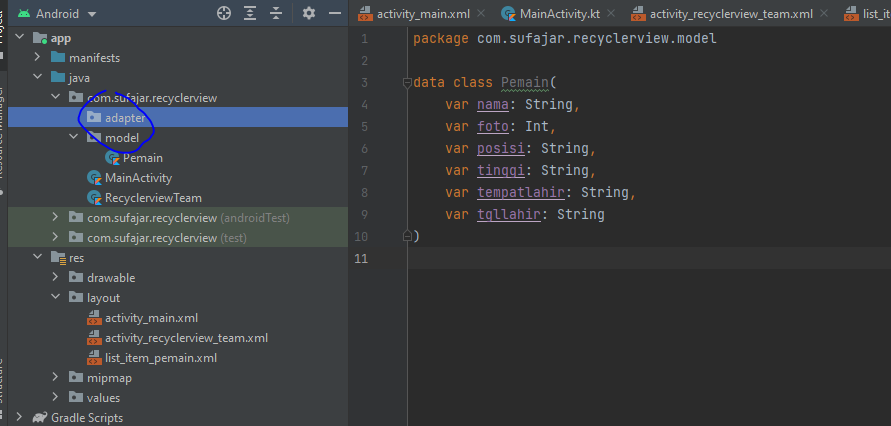 Android
activity_main.xml
MainActivity.kt
activity_recyclerview_team.xml
app
manifests
java
com.sufajar.recyclerview
adapter
model
Pemain
MainActivity
RecyclerviewTeam
com.sufajar.recyclerview (androidTest)
com.sufajar.recyclerview (test)
res
drawable
layout
activity_main.xml
activity_recyclerview_team.xml
list_item_pemain.xml
mipmap
values
Gradle Scripts
1 package com.sufajar.recyclerview.model
2
3 data class Pemain(
4 var nama: String,
5 var foto: Int,
6 var posisi: String,
7 var tinggi: String,
8 var tempatlahir: String,
9 var tgllahir: String
10 )
11